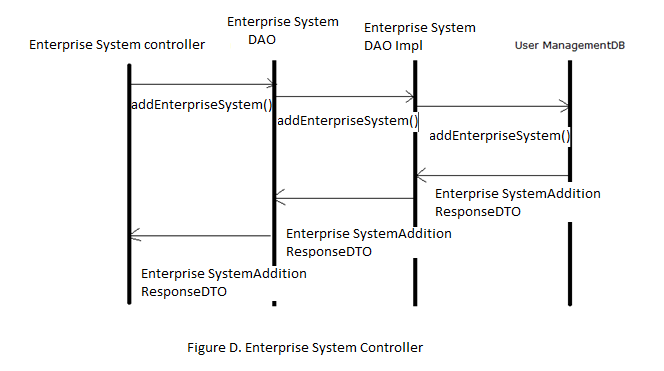 Enterprise System controller
Enterprise System
DAO
Enterprise System
DAO Impl
User ManagementDB
addEnterpriseSystem()
addEnterpriseSystem()
addEnterpriseSystem()
Enterprise SystemAddition
ResponseDTO
Enterprise SystemAddition
ResponseDTO
Enterprise SystemAddition
ResponseDTO
Figure D. Enterprise System Controller